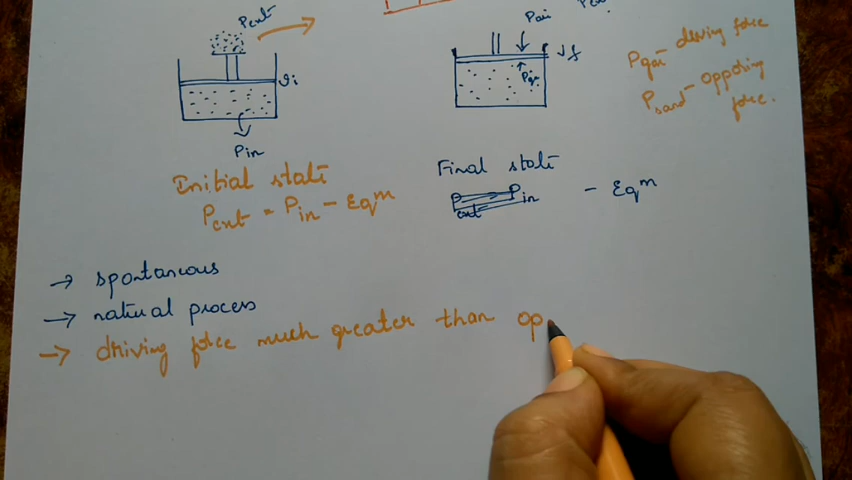 Pext
Pair
Pgas - driving force
Psand - opposing
force.
Vi
Vf
Pgas
Pin
Initial state
Pext = Pin - Eqm
Final state
Pext Pin - Eqm
→ spontaneous
→ natural process
→ driving force much greater than op